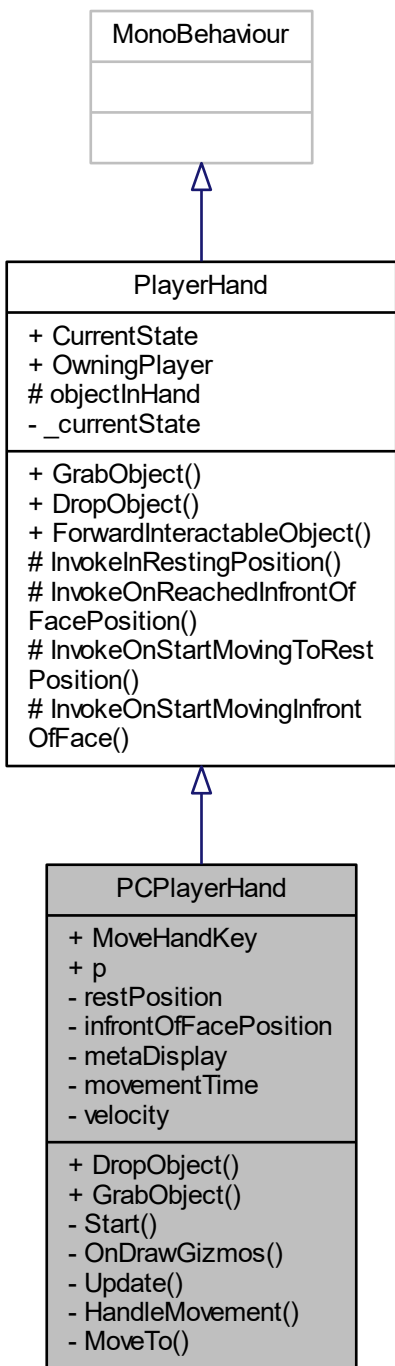 MonoBehaviour
PlayerHand
+ CurrentState
+ OwningPlayer
# objectInHand
- _currentState
+ GrabObject()
+ DropObject()
+ ForwardInteractableObject()
# InvokeInRestingPosition()
# InvokeOnReachedInfrontOf
FacePosition()
# InvokeOnStartMovingToRest
Position()
# InvokeOnStartMovingInfront
OfFace()
PCPlayerHand
+ MoveHandKey
+ p
- restPosition
- infrontOfFacePosition
- metaDisplay
- movementTime
- velocity
+ DropObject()
+ GrabObject()
- Start()
- OnDrawGizmos()
- Update()
- HandleMovement()
- MoveTo()